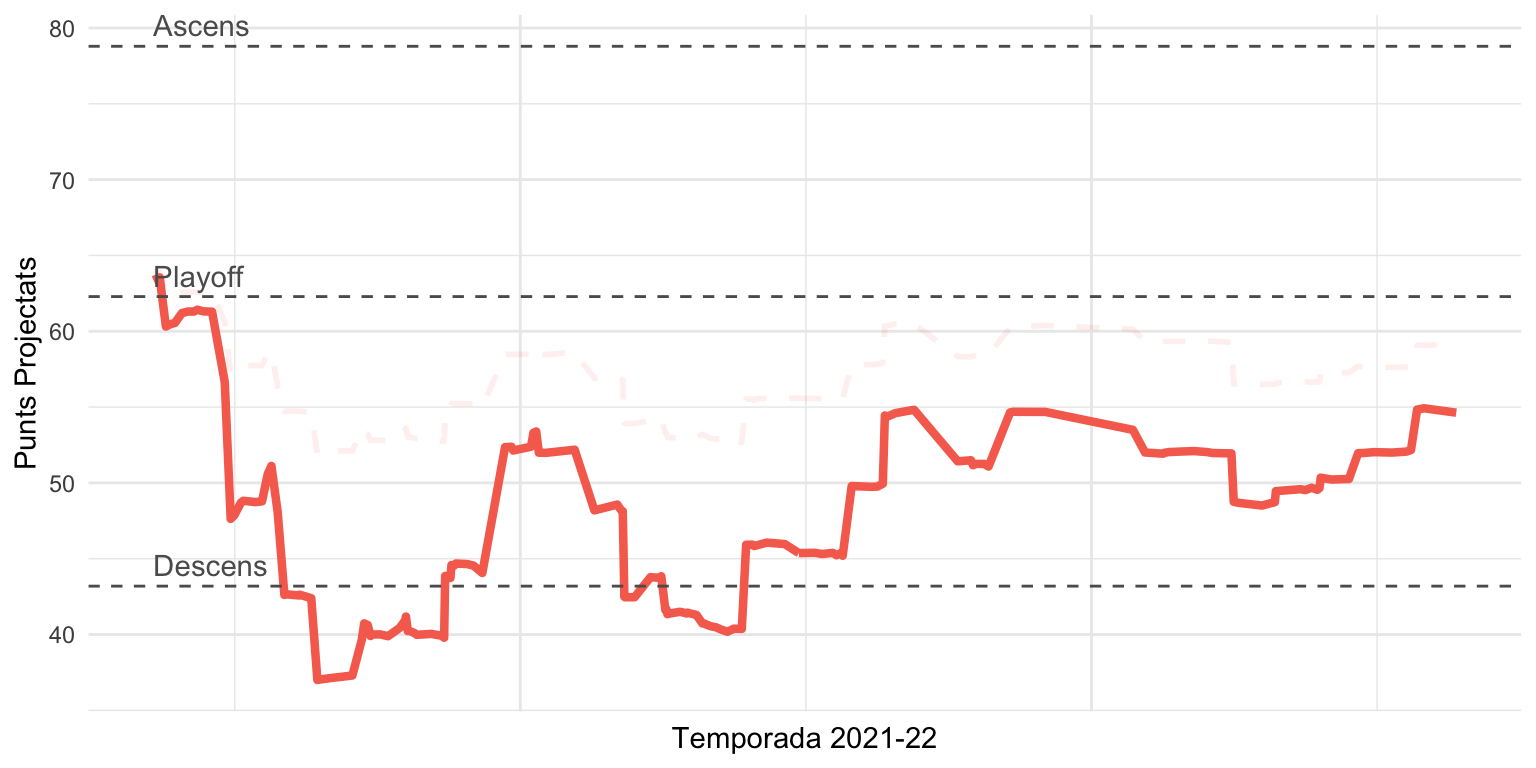 80
Ascens
70
Playoff
60
50
Descens
40
Punts Projectats
Temporada 2021-22